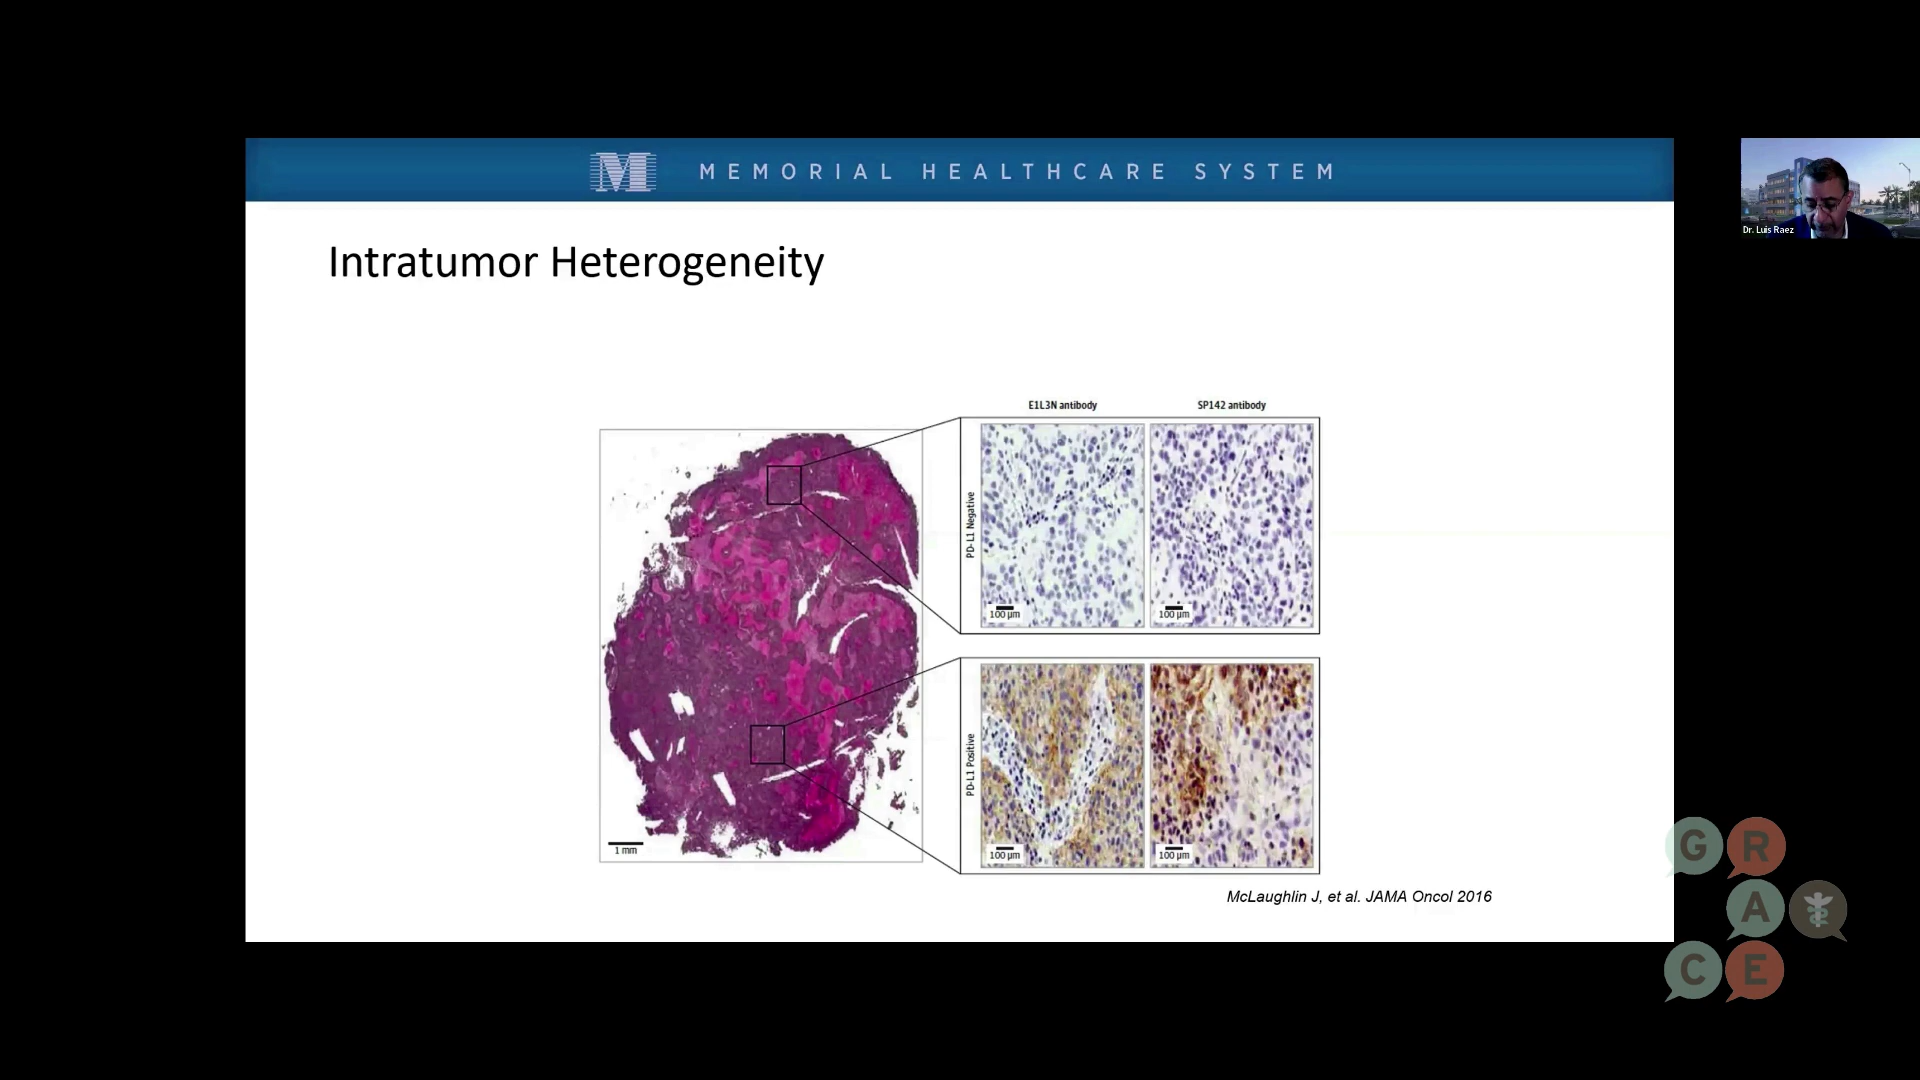 MEMORIAL HEALTHCARE SYSTEM
Dr. Luis Raez
Intratumor Heterogeneity
E1L3N antibody
SP142 antibody
PD-L1 Negative
100 µm
100 µm
PD-L1 Positive
100 µm
100 µm
1 mm
McLaughlin J, et al. JAMA Oncol 2016
G R
A
C E